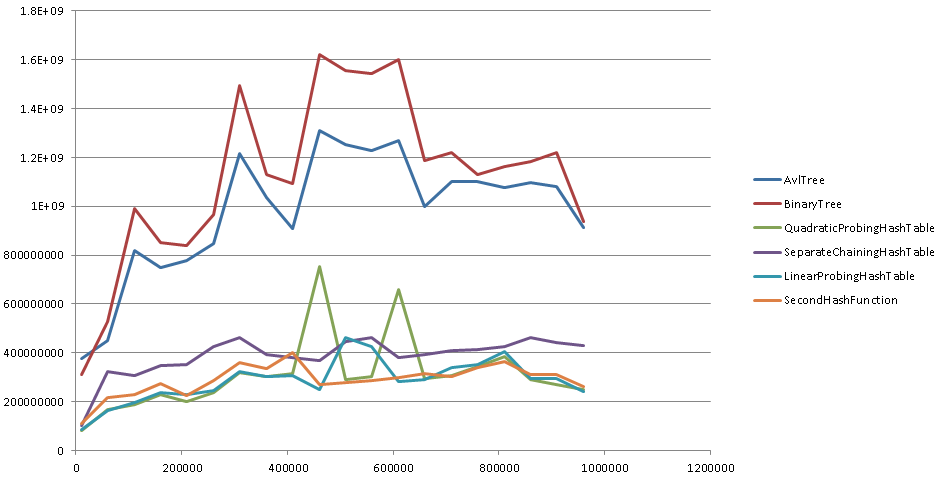 1.8E+09
1.6E+09
1.4E+09
1.2E+09
1E+09
800000000
600000000
400000000
200000000
0
0 200000 400000 600000 800000 1000000 1200000
AvlTree
BinaryTree
QuadraticProbingHashTable
SeparateChainingHashTable
LinearProbingHashTable
SecondHashFunction